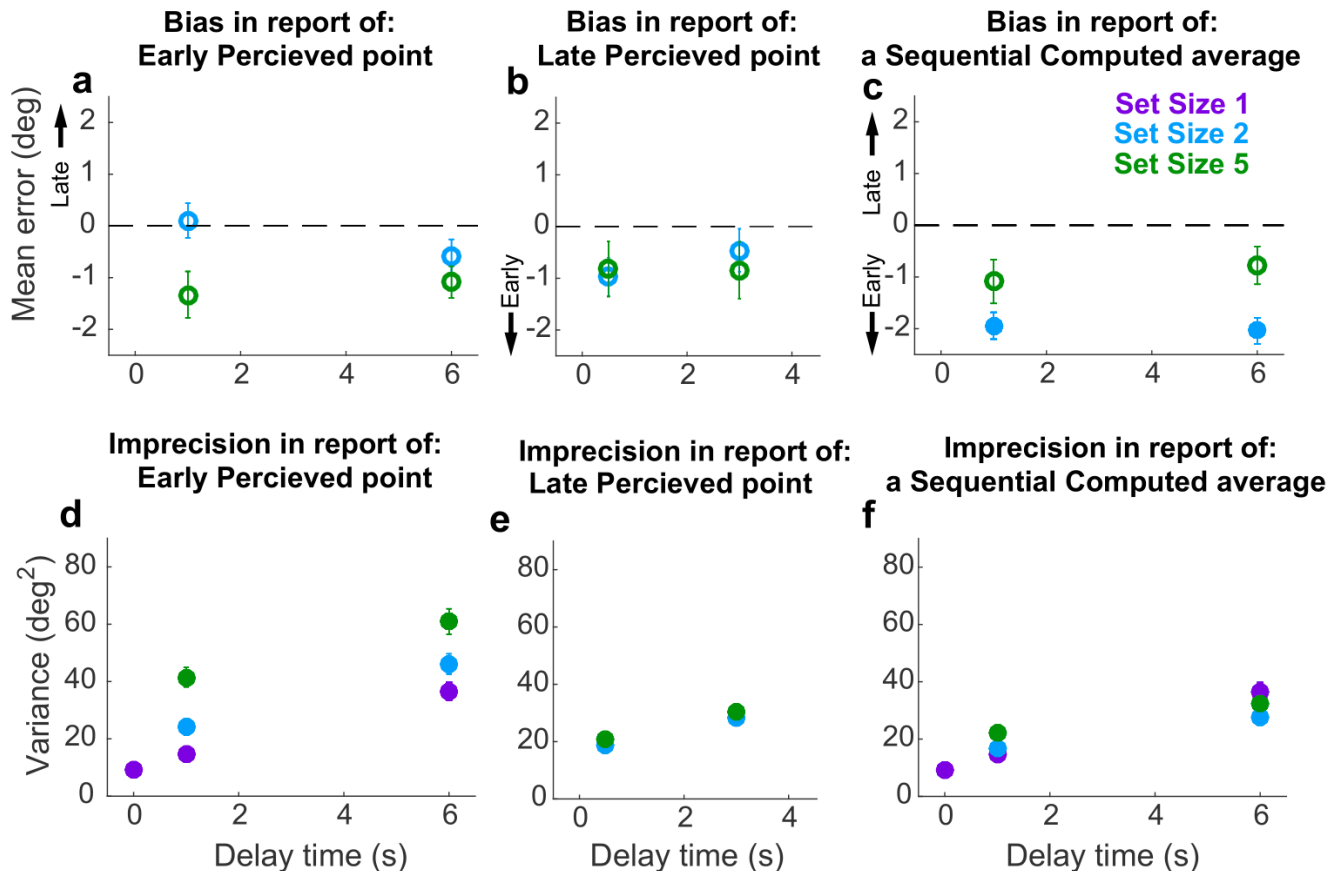 Bias in report of:
Early Percieved point
Bias in report of:
Late Percieved point
Bias in report of:
a Sequential Computed average
a
b
c
Set Size 1
Set Size 2
Set Size 5
Mean error (deg)
Late
2
1
0
-1
-2
0
2
4
6
Early
2
1
0
-1
-2
0
2
4
Late
Early
2
1
0
-1
-2
0
2
4
6
Imprecision in report of:
Early Percieved point
Imprecision in report of:
Late Percieved point
Imprecision in report of:
a Sequential Computed average
d
e
f
Variance (deg²)
80
60
40
20
0
0
2
4
6
Delay time (s)
80
60
40
20
0
0
2
4
Delay time (s)
80
60
40
20
0
0
2
4
6
Delay time (s)